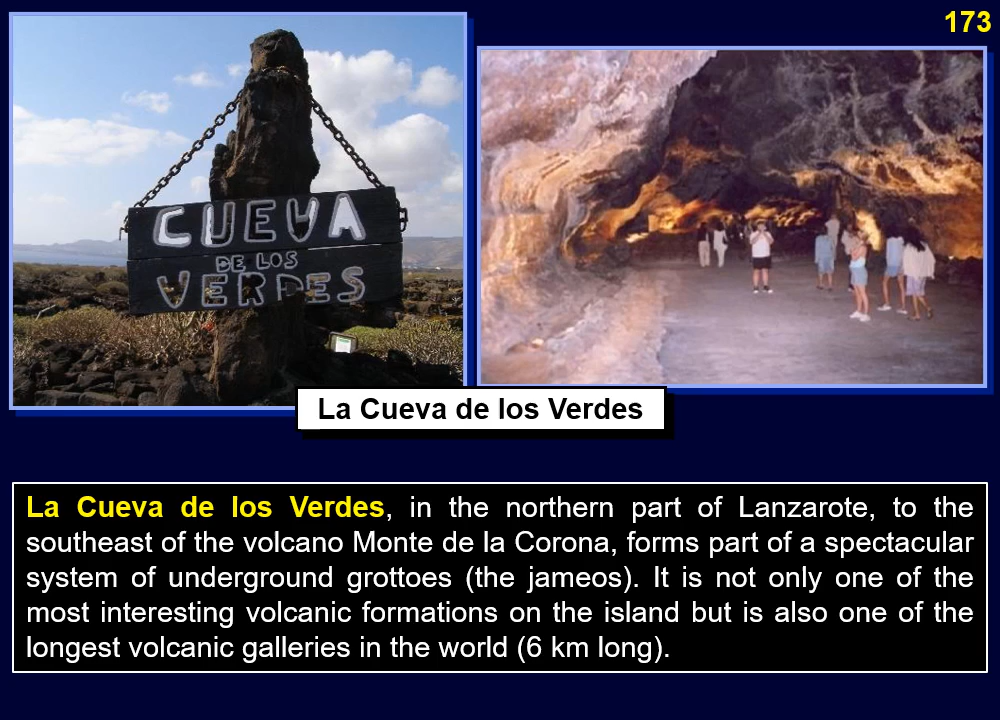 173
CUEVA
DE LOS
VERDES
La Cueva de los Verdes
La Cueva de los Verdes, in the northern part of Lanzarote, to the
southeast of the volcano Monte de la Corona, forms part of a spectacular
system of underground grottoes (the jameos). It is not only one of the
most interesting volcanic formations on the island but is also one of the
longest volcanic galleries in the world (6 km long).